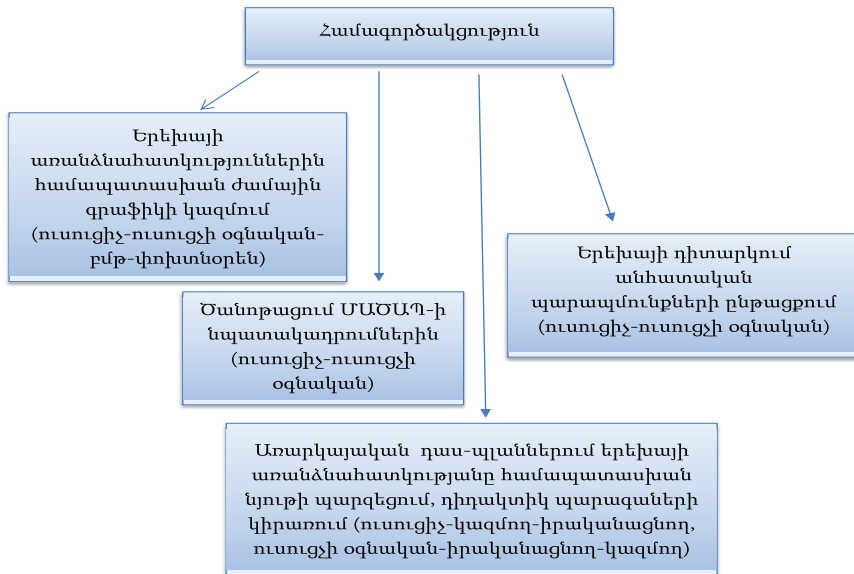 Համագործակցություն
Երեխայի
առանձնահատկություններին
համապատասխան ժամային
գրաֆիկի կազմում
(ուսուցիչ-ուսուցչի օգնական-
բմթ-փոխտնօրեն)
Ծանոթացում ՄԱԾԱՊ-ի
նպատակադրումներին
(ուսուցիչ-ուսուցչի
օգնական)
Երեխայի դիտարկում
անհատական
պարապմունքների ընթացքում
(ուսուցիչ-ուսուցչի օգնական)
Առարկայական դաս-պլաններում երեխայի
առանձնահատկությանը համապատասխան
նյութի պարզեցում, դիդակտիկ պարագաների
կիրառում (ուսուցիչ-կազմող-իրականացնող,
ուսուցչի օգնական-իրականացնող-կազմող)